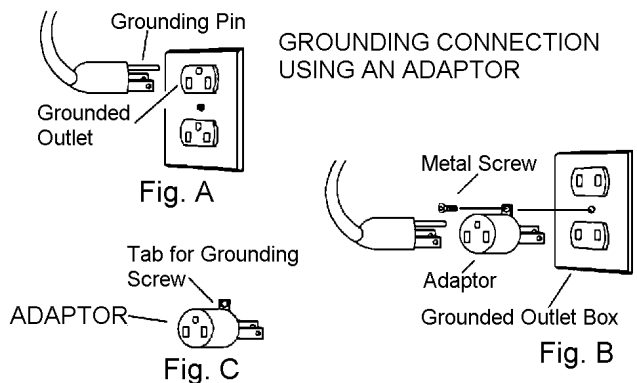 Grounding Pin
GROUNDING CONNECTION
USING AN ADAPTOR
Grounded
Outlet
Fig. A
Metal Screw
Adaptor
Grounded Outlet Box
Fig. B
Tab for Grounding
Screw
ADAPTOR
Fig. C